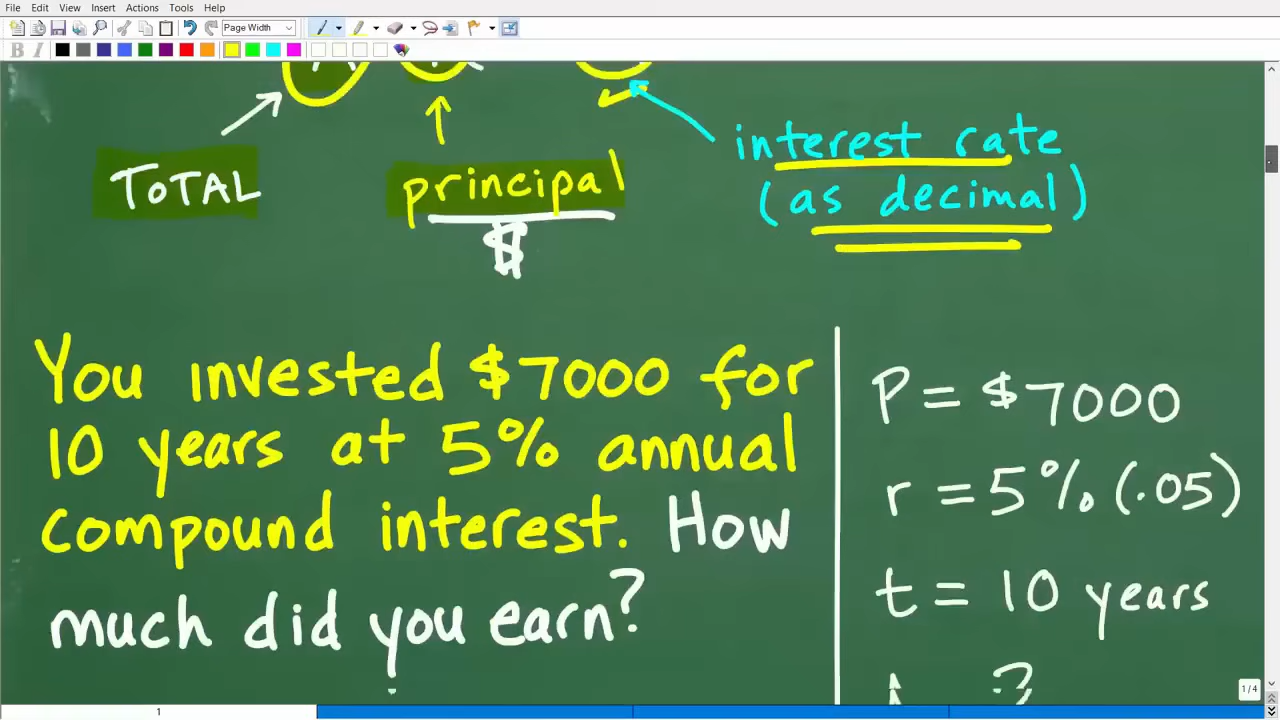 File Edit View Insert Actions Tools Help
Page Width
B I
TOTAL
principal
$
interest rate
(as decimal)
You invested $7000 for
10 years at 5% annual
compound interest. How
much did you earn?
P = $7000
r = 5% (.05)
t = 10 years
?
1/4
1